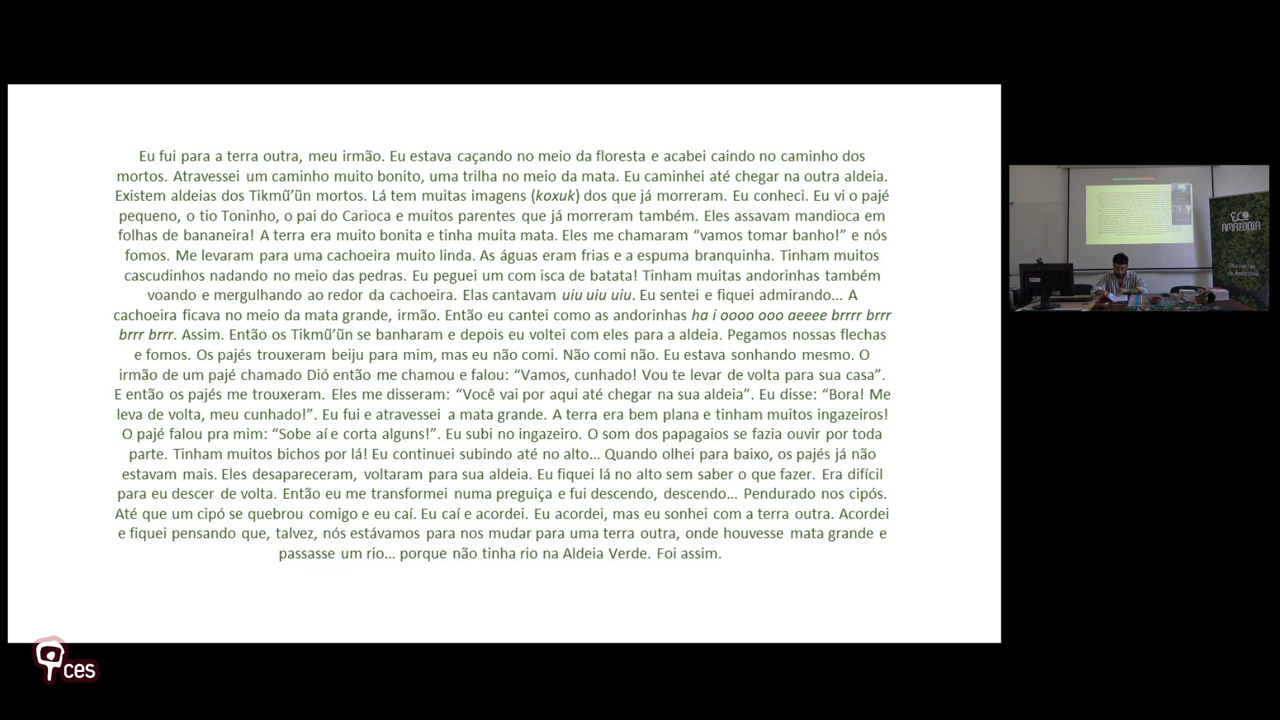 Eu fui para a terra outra, meu irmão. Eu estava caçando no meio da floresta e acabei caindo no caminho dos
mortos. Atravessei um caminho muito bonito, uma trilha no meio da mata. Eu caminhei até chegar na outra aldeia.
Existem aldeias dos Tikmũ’ũn mortos. Lá tem muitas imagens (koxuk) dos que já morreram. Eu conheci. Eu vi o pajé
pequeno, o tio Toninho, o pai do Carioca e muitos parentes que já morreram também. Eles assavam mandioca em
folhas de bananeira! A terra era muito bonita e tinha muita mata. Eles me chamaram “vamos tomar banho!” e nós
fomos. Me levaram para uma cachoeira muito linda. As águas eram frias e a espuma branquinha. Tinham muitos
cascudinhos nadando no meio das pedras. Eu peguei um com isca de batata! Tinham muitas andorinhas também
voando e mergulhando ao redor da cachoeira. Elas cantavam uiu uiu uiu. Eu sentei e fiquei admirando... A
cachoeira ficava no meio da mata grande, irmão. Então eu cantei como as andorinhas ha i oooo ooo aeeee brrrr brrr
brrr brrr. Assim. Então os Tikmũ’ũn se banharam e depois eu voltei com eles para a aldeia. Pegamos nossas flechas
e fomos. Os pajés trouxeram beiju para mim, mas eu não comi. Não comi não. Eu estava sonhando mesmo. O
irmão de um pajé chamado Dió então me chamou e falou: “Vamos, cunhado! Vou te levar de volta para sua casa”.
E então os pajés me trouxeram. Eles me disseram: “Você vai por aqui até chegar na sua aldeia”. Eu disse: “Bora! Me
leva de volta, meu cunhado!”. Eu fui e atravessei a mata grande. A terra era bem plana e tinham muitos ingazeiros!
O pajé falou pra mim: “Sobe aí e corta alguns!”. Eu subi no ingazeiro. O som dos papagaios se fazia ouvir por toda
parte. Tinham muitos bichos por lá! Eu continuei subindo até no alto... Quando olhei para baixo, os pajés já não
estavam mais. Eles desapareceram, voltaram para sua aldeia. Eu fiquei lá no alto sem saber o que fazer. Era difícil
para eu descer de volta. Então eu me transformei numa preguiça e fui descendo, descendo... Pendurado nos cipós.
Até que um cipó se quebrou comigo e eu caí. Eu caí e acordei. Eu acordei, mas eu sonhei com a terra outra. Acordei
e fiquei pensando que, talvez, nós estávamos para nos mudar para uma terra outra, onde houvesse mata grande e
passasse um rio... porque não tinha rio na Aldeia Verde. Foi assim.
ECO
AMAZONIA
ces